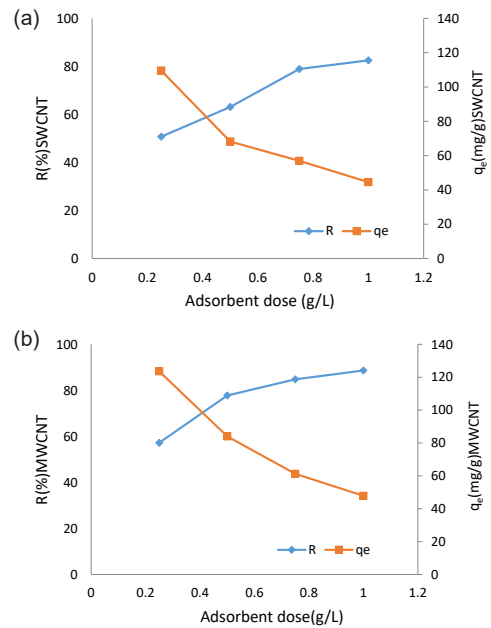 (a)
100
80
60
40
20
0
R(%)SWCNT
140
120
100
80
60
40
20
0
qe(mg/g)SWCNT
R qe
0 0.2 0.4 0.6 0.8 1 1.2
Adsorbent dose (g/L)
(b)
100
80
60
40
20
0
R(%)MWCNT
140
120
100
80
60
40
20
0
qe(mg/g)MWCNT
R qe
0 0.2 0.4 0.6 0.8 1 1.2
Adsorbent dose(g/L)